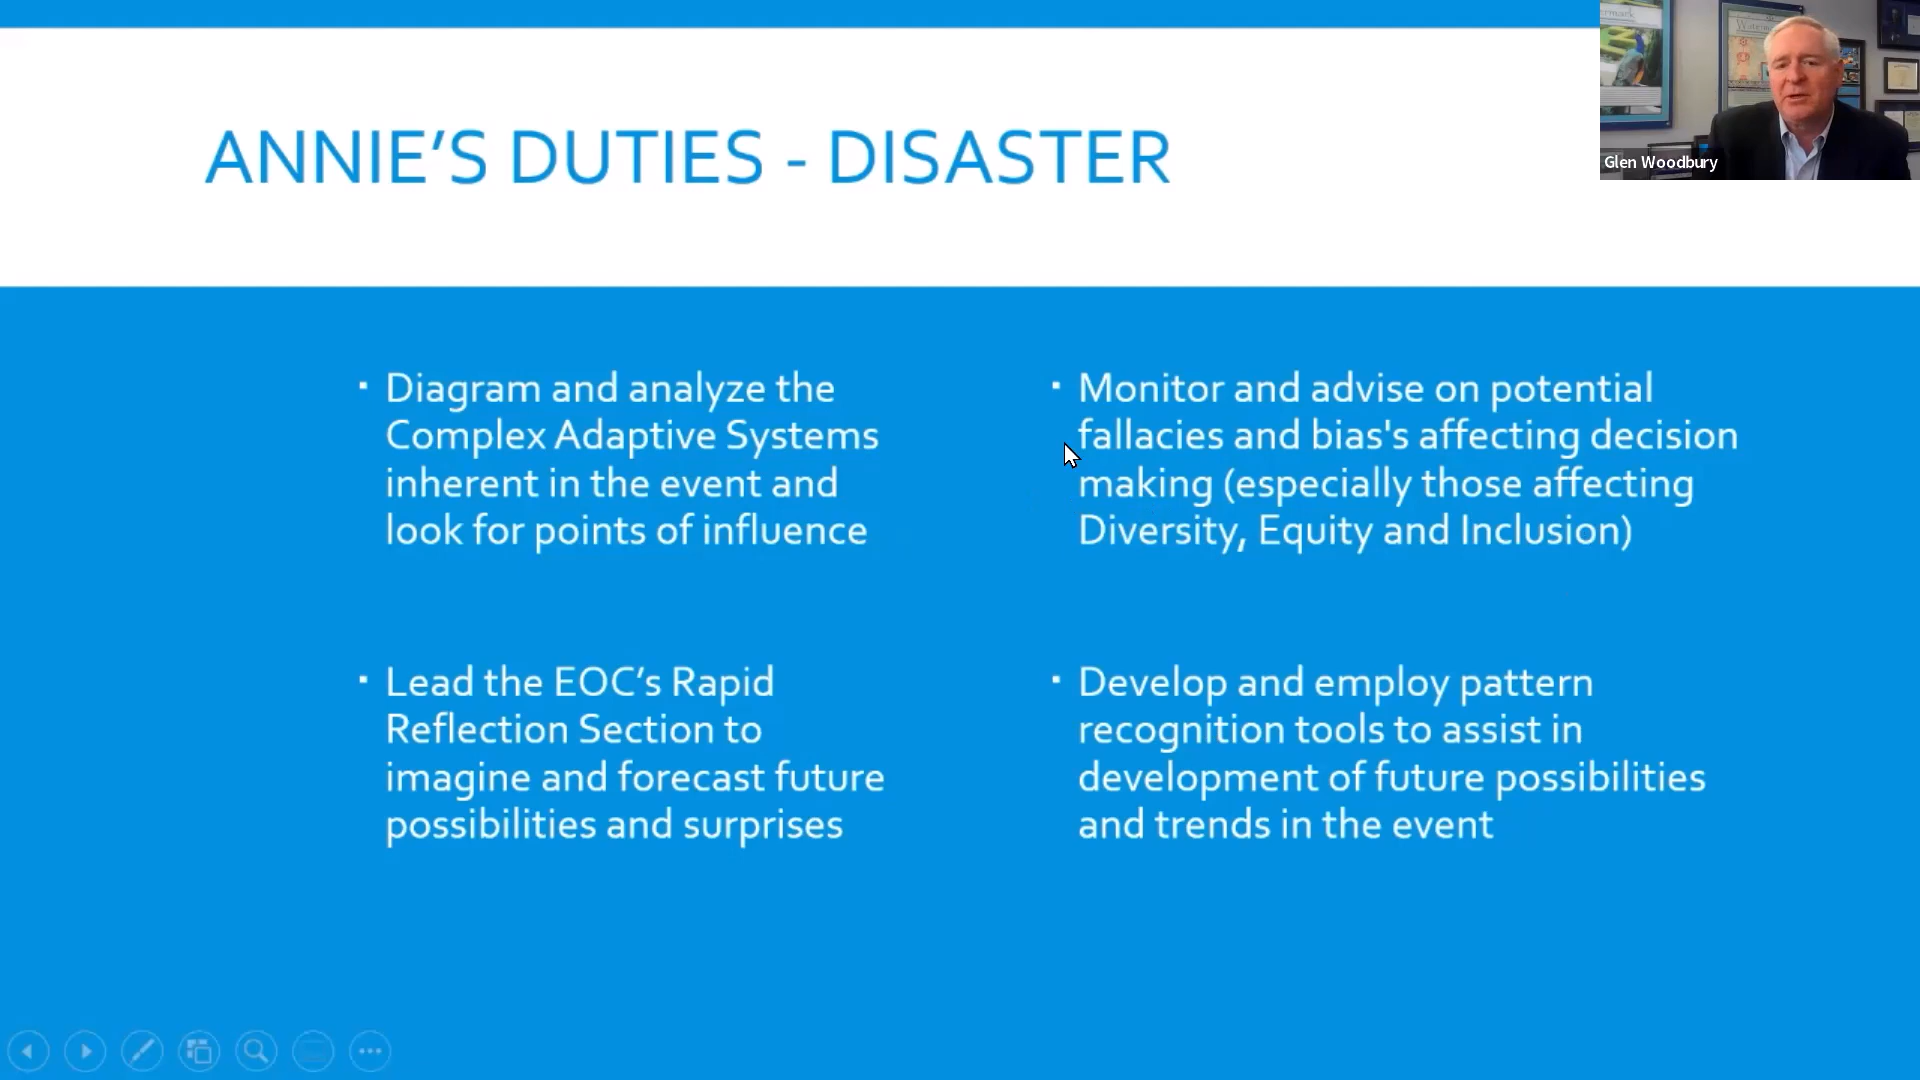 ANNIE’S DUTIES - DISASTER
Glen Woodbury
▪ Diagram and analyze the
Complex Adaptive Systems
inherent in the event and
look for points of influence
▪ Lead the EOC’s Rapid
Reflection Section to
imagine and forecast future
possibilities and surprises
▪ Monitor and advise on potential
fallacies and bias's affecting decision
making (especially those affecting
Diversity, Equity and Inclusion)
▪ Develop and employ pattern
recognition tools to assist in
development of future possibilities
and trends in the event